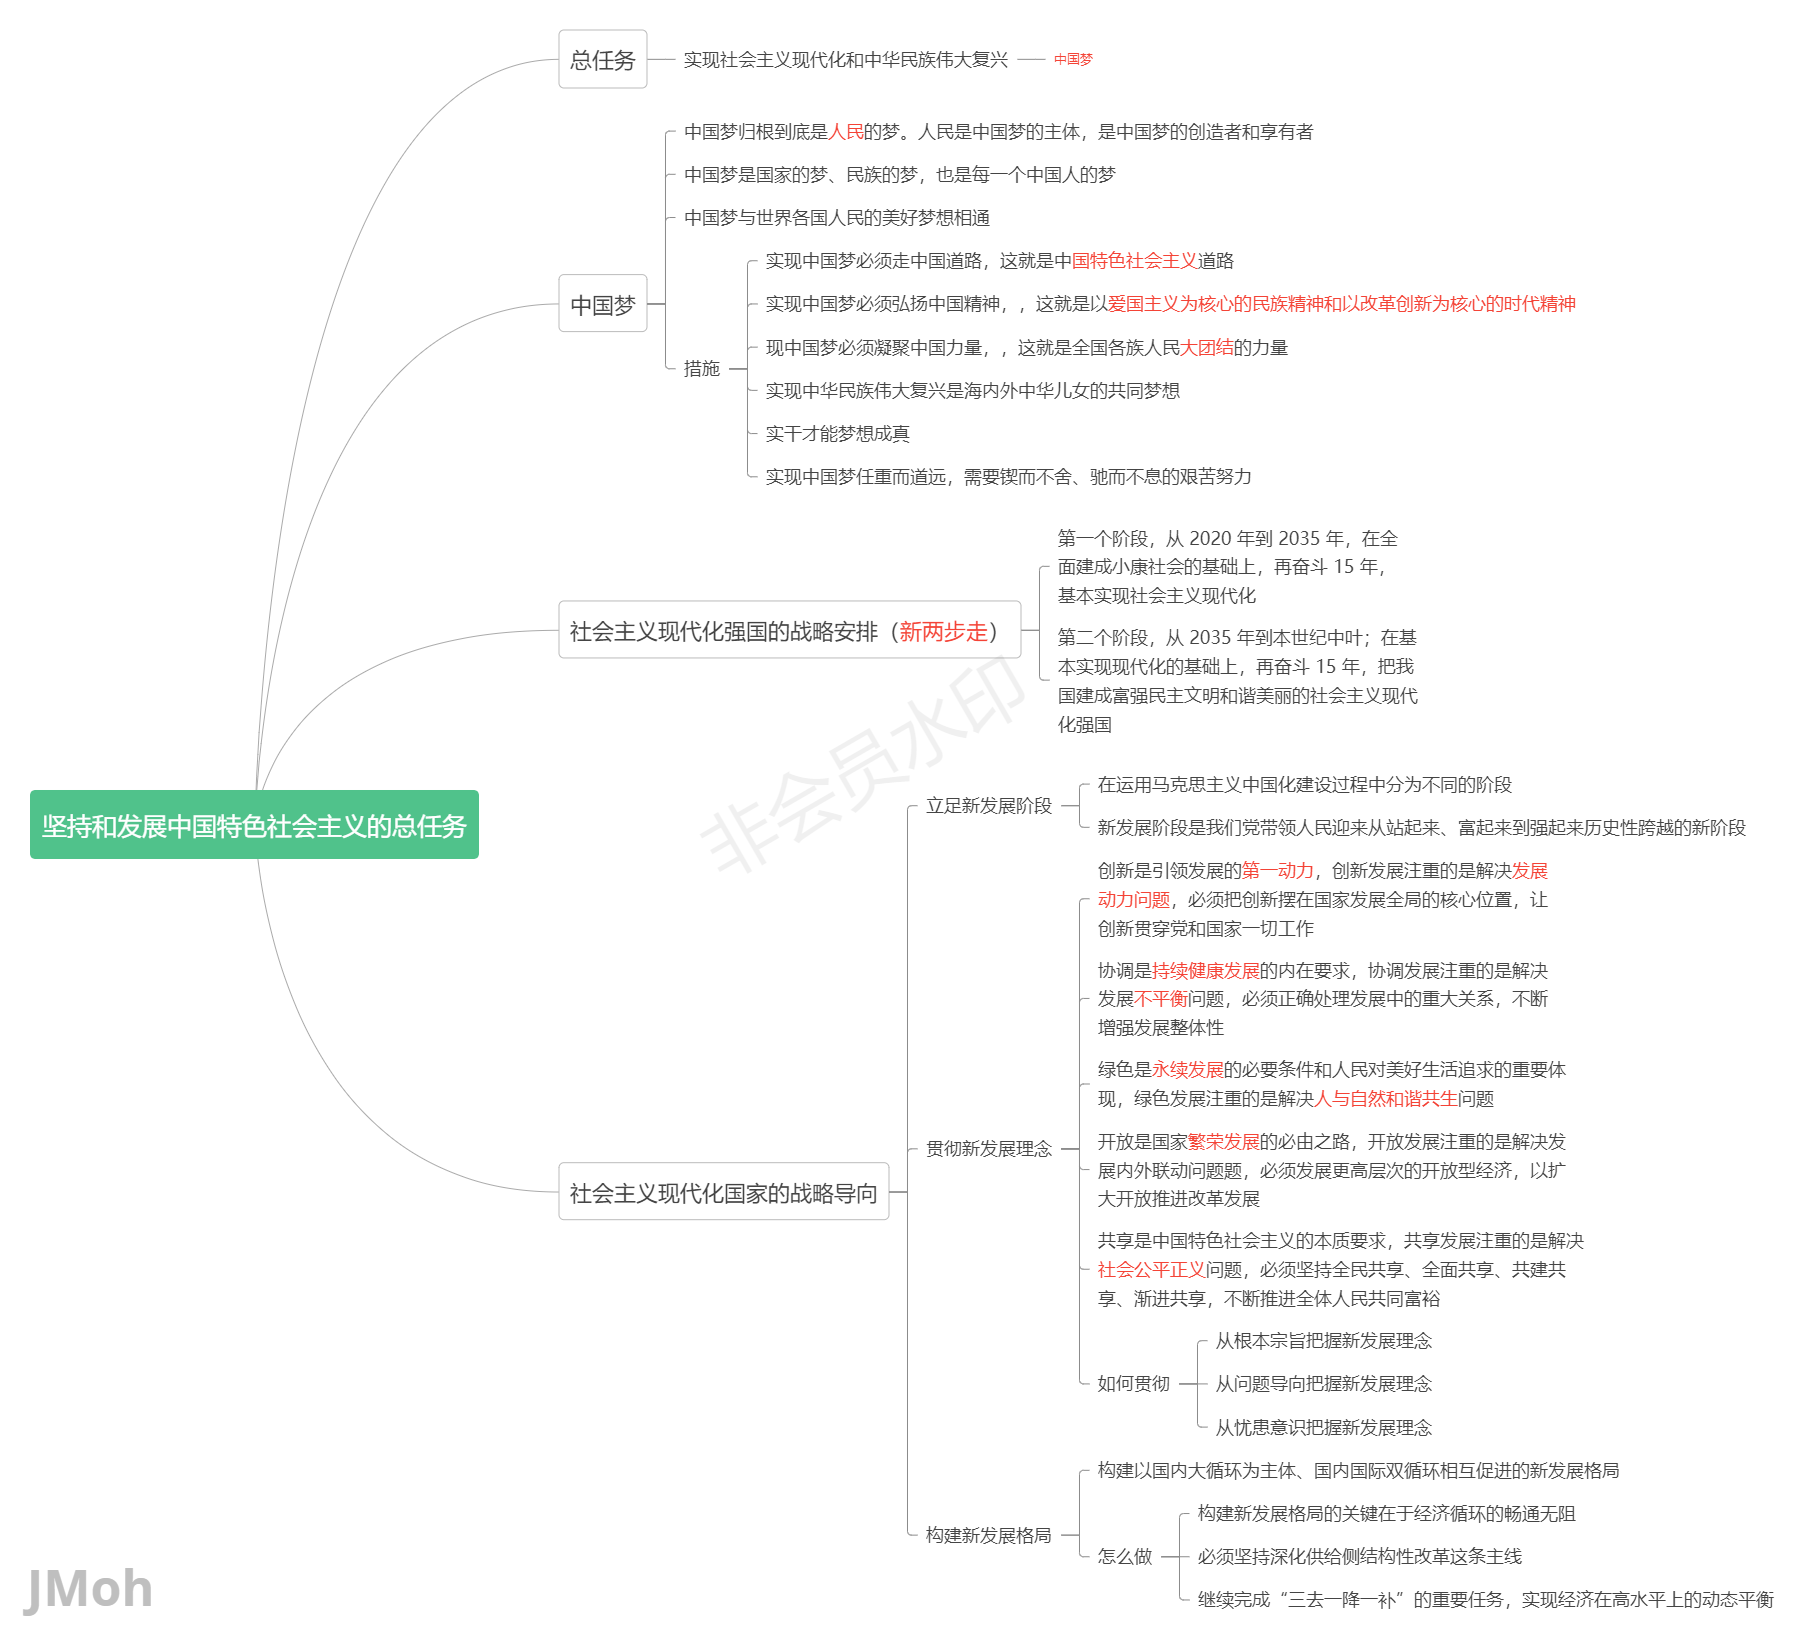 总任务
实现社会主义现代化和中华民族伟大复兴
中国梦
中国梦
中国梦归根到底是人民的梦。人民是中国梦的主体，是中国梦的创造者和享有者
中国梦是国家的梦、民族的梦，也是每一个中国人的梦
中国梦与世界各国人民的美好梦想相通
措施
实现中国梦必须走中国道路，这就是中国特色社会主义道路
实现中国梦必须弘扬中国精神，，这就是以爱国主义为核心的民族精神和以改革创新为核心的时代精神
现中国梦必须凝聚中国力量，，这就是全国各族人民大团结的力量
实现中华民族伟大复兴是海内外中华儿女的共同梦想
实干才能梦想成真
实现中国梦任重而道远，需要锲而不舍、驰而不息的艰苦努力
社会主义现代化强国的战略安排（新两步走）
第一个阶段，从 2020 年到 2035 年，在全
面建成小康社会的基础上，再奋斗 15 年，
基本实现社会主义现代化
第二个阶段，从 2035 年到本世纪中叶；在基
本实现现代化的基础上，再奋斗 15 年，把我
国建成富强民主文明和谐美丽的社会主义现代
化强国
坚持和发展中国特色社会主义的总任务
社会主义现代化国家的战略导向
立足新发展阶段
在运用马克思主义中国化建设过程中分为不同的阶段
新发展阶段是我们党带领人民迎来从站起来、富起来到强起来历史性跨越的新阶段
贯彻新发展理念
创新是引领发展的第一动力，创新发展注重的是解决发展
动力问题，必须把创新摆在国家发展全局的核心位置，让
创新贯穿党和国家一切工作
协调是持续健康发展的内在要求，协调发展注重的是解决
发展不平衡问题，必须正确处理发展中的重大关系，不断
增强发展整体性
绿色是永续发展的必要条件和人民对美好生活追求的重要体
现，绿色发展注重的是解决人与自然和谐共生问题
开放是国家繁荣发展的必由之路，开放发展注重的是解决发
展内外联动问题题，必须发展更高层次的开放型经济，以扩
大开放推进改革发展
共享是中国特色社会主义的本质要求，共享发展注重的是解决
社会公平正义问题，必须坚持全民共享、全面共享、共建共
享、渐进共享，不断推进全体人民共同富裕
如何贯彻
从根本宗旨把握新发展理念
从问题导向把握新发展理念
从忧患意识把握新发展理念
构建新发展格局
构建以国内大循环为主体、国内国际双循环相互促进的新发展格局
怎么做
构建新发展格局的关键在于经济循环的畅通无阻
必须坚持深化供给侧结构性改革这条主线
继续完成“三去一降一补”的重要任务，实现经济在高水平上的动态平衡
非会员水印
JMoh